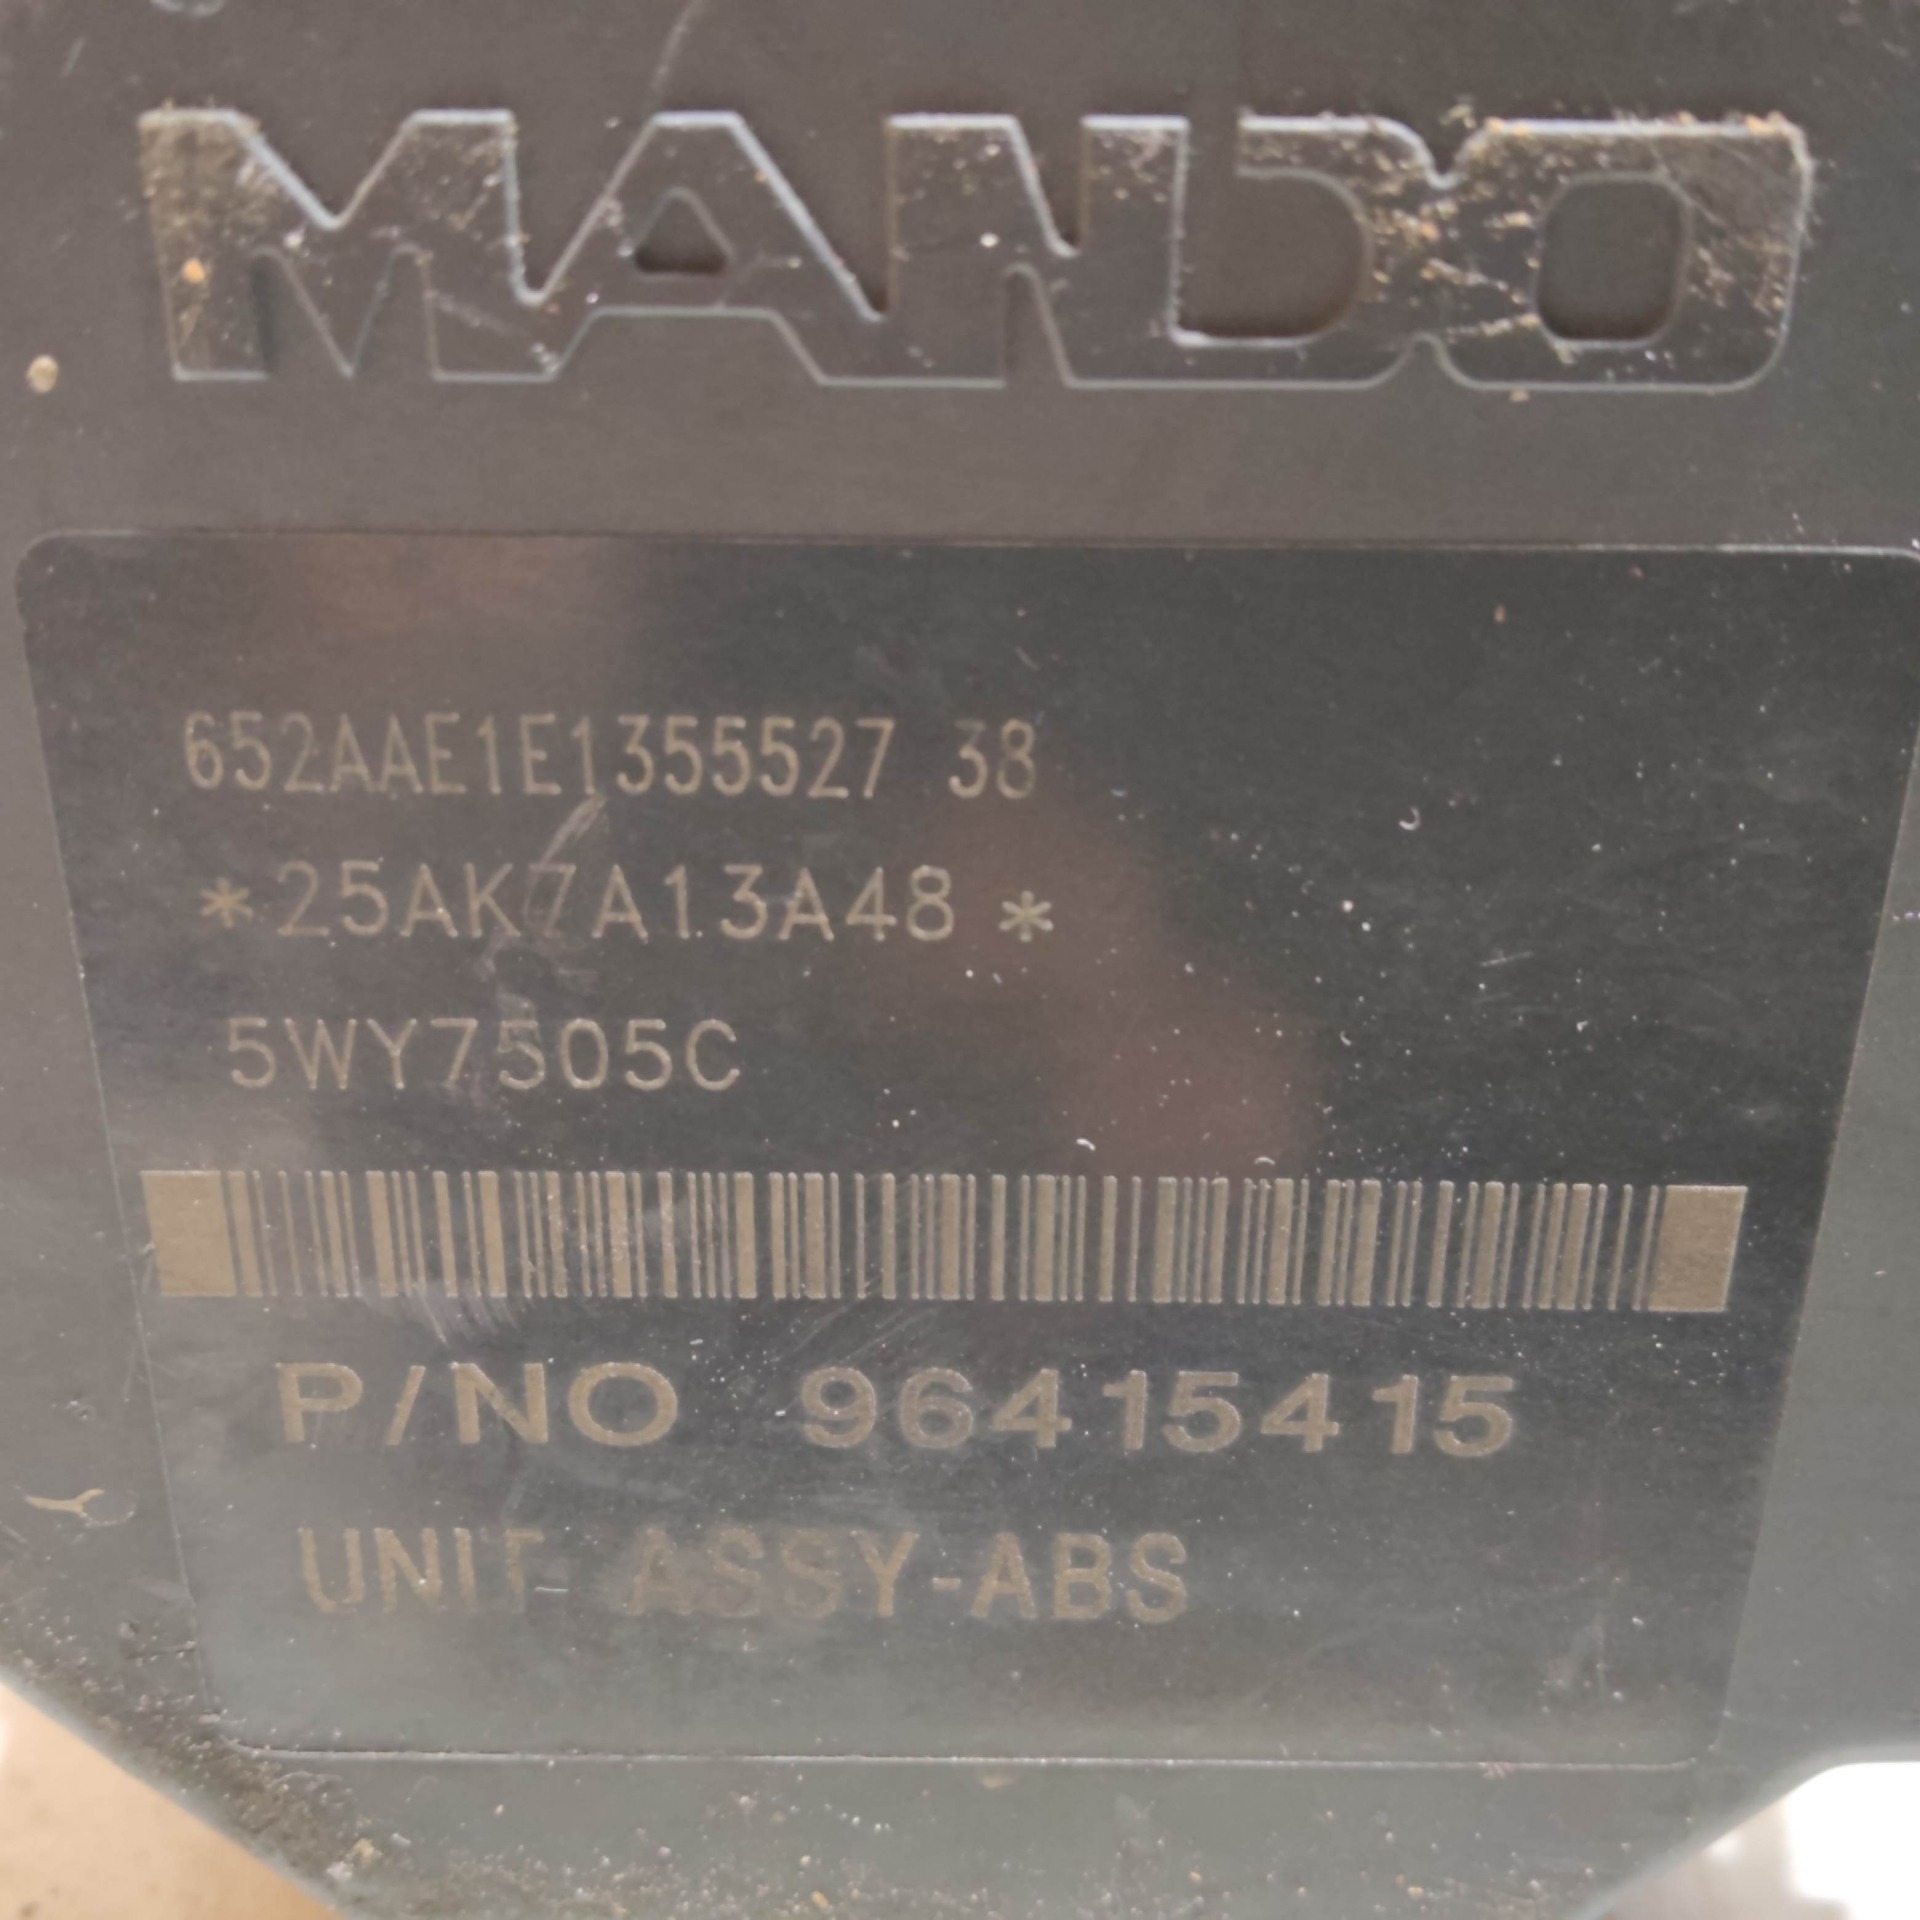 MANDO
652AAE1E1355527 38
*25AK7A13A48 *
5WY7505C
P/NO 96415415
UNIT ASSY-ABS